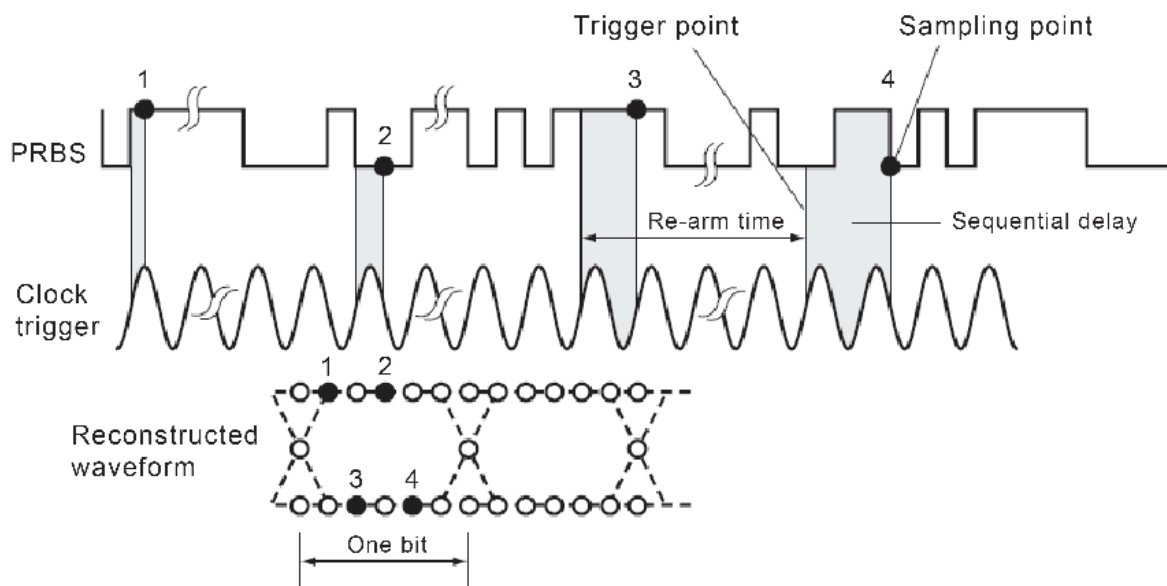 Trigger point
Sampling point
1
2
3
4
PRBS
Re-arm time
Sequential delay
Clock
trigger
1
2
Reconstructed
waveform
3
4
One bit